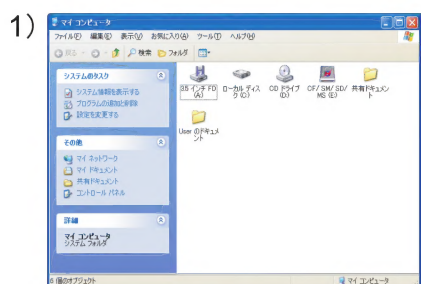 1)
マイ コンピュータ
ファイル(F) 編集(E) 表示(V) お気に入り(A) ツール(T) ヘルプ(H)
戻る 検索 フォルダ
システムのタスク
システム情報を表示する
プログラムの追加と削除
設定を変更する
その他
マイ ネットワーク
マイ ドキュメント
共有ドキュメント
コントロール パネル
詳細
マイ コンピュータ
システム フォルダ
3.5 インチ FD
(A:)
ローカル ディス
ク (C:)
CD ドライブ
(D:)
CF/SM/SD/
MS (E:)
共有ドキュメン
ト
User のドキュメ
ント
6 個のオブジェクト
マイ コンピュータ